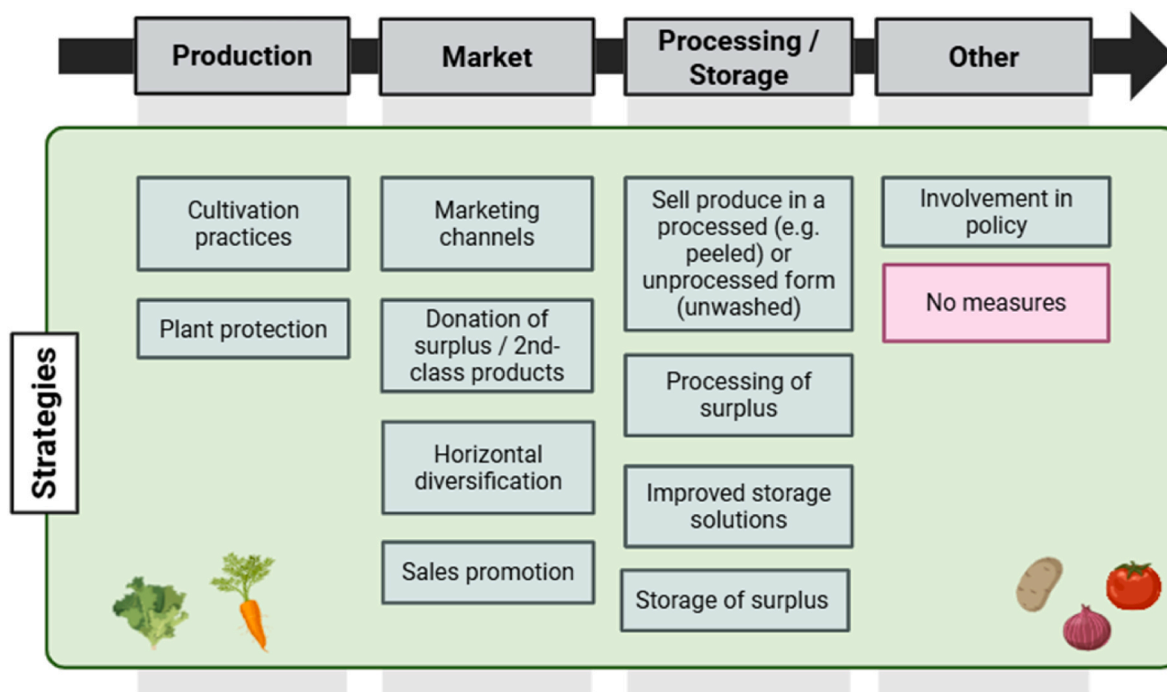 Production
Market
Processing /
Storage
Other
Strategies
Cultivation
practices
Plant protection
Marketing
channels
Donation of
surplus / 2nd-
class products
Horizontal
diversification
Sales promotion
Sell produce in a
processed (e.g.
peeled) or
unprocessed form
(unwashed)
Processing of
surplus
Improved storage
solutions
Storage of surplus
Involvement in
policy
No measures